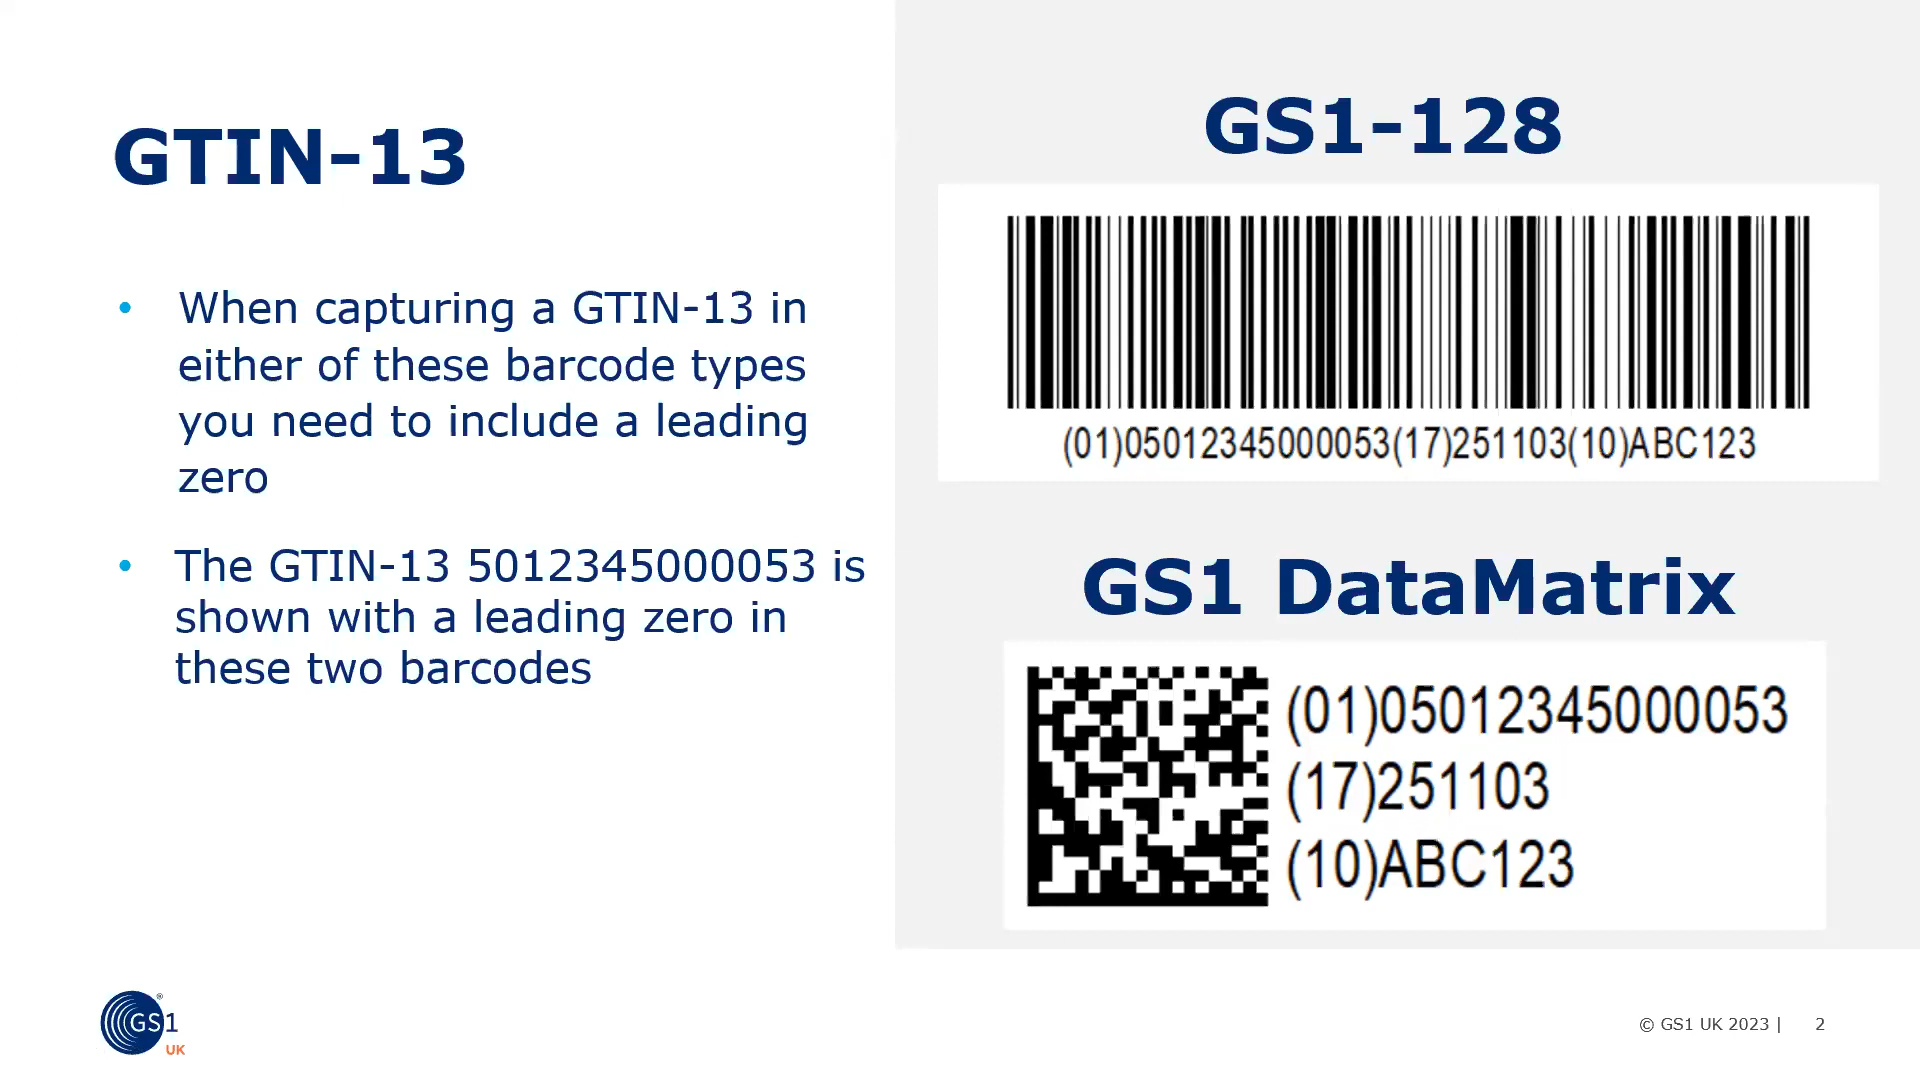 GTIN-13
• When capturing a GTIN-13 in
either of these barcode types
you need to include a leading
zero
• The GTIN-13 5012345000053 is
shown with a leading zero in
these two barcodes
GS1-128
(01)05012345000053(17)251103(10)ABC123
GS1 DataMatrix
(01)05012345000053
(17)251103
(10)ABC123
GS1®
UK
© GS1 UK 2023 | 2